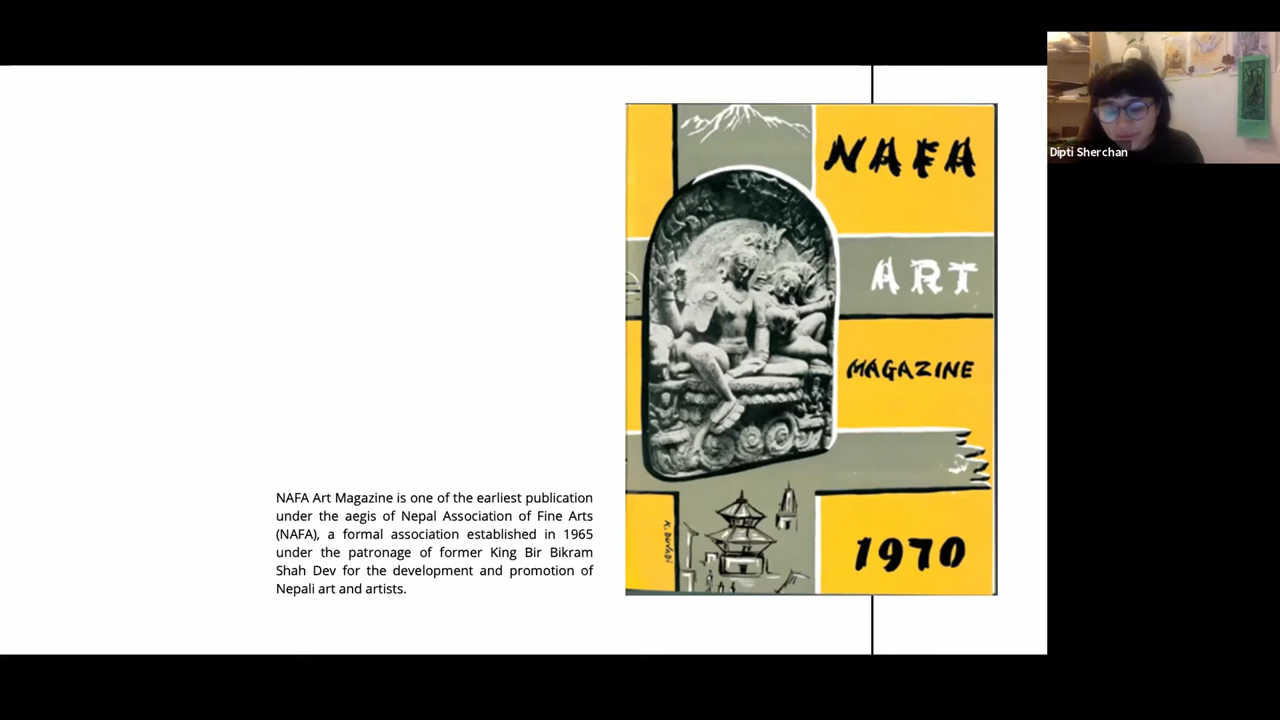 NAFA
ART
MAGAZINE
1970
NAFA Art Magazine is one of the earliest publication
under the aegis of Nepal Association of Fine Arts
(NAFA), a formal association established in 1965
under the patronage of former King Bir Bikram
Shah Dev for the development and promotion of
Nepali art and artists.
Dipti Sherchan